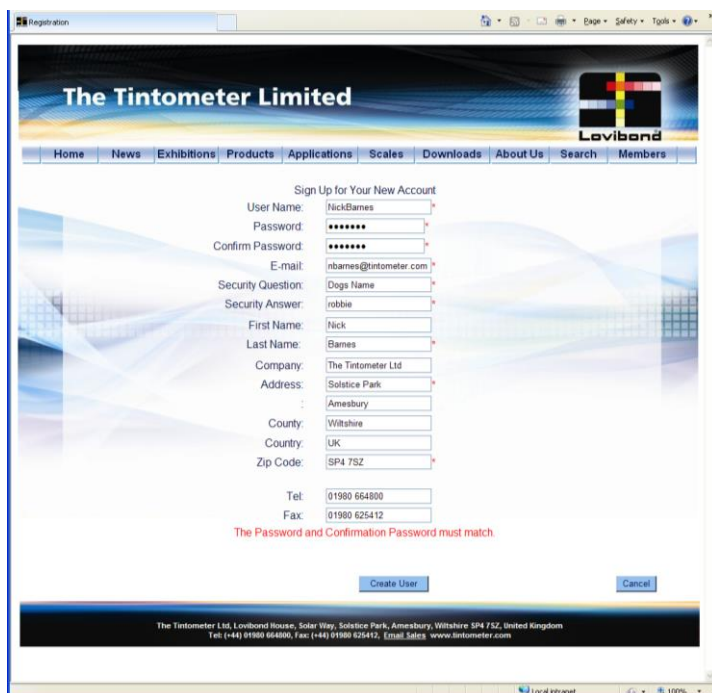 Registration
Page Safety Tools
The Tintometer Limited
Lovibond
Home News Exhibitions Products Applications Scales Downloads About Us Search Members
Sign Up for Your New Account
User Name: NickBarnes *
Password: ••••••• *
Confirm Password: ••••••• *
E-mail: nbarnes@tintometer.com *
Security Question: Dogs Name *
Security Answer: robbie *
First Name: Nick
Last Name: Barnes *
Company: The Tintometer Ltd
Address: Solstice Park *
: Amesbury
County: Wiltshire
Country: UK
Zip Code: SP4 7SZ *
Tel: 01980 664800
Fax: 01980 625412
The Password and Confirmation Password must match.
Create User Cancel
The Tintometer Ltd, Lovibond House, Solar Way, Solstice Park, Amesbury, Wiltshire SP4 7SZ, United Kingdom
Tel: (+44) 01980 664800, Fax: (+44) 01980 625412, Email Sales www.tintometer.com
Local intranet 100%